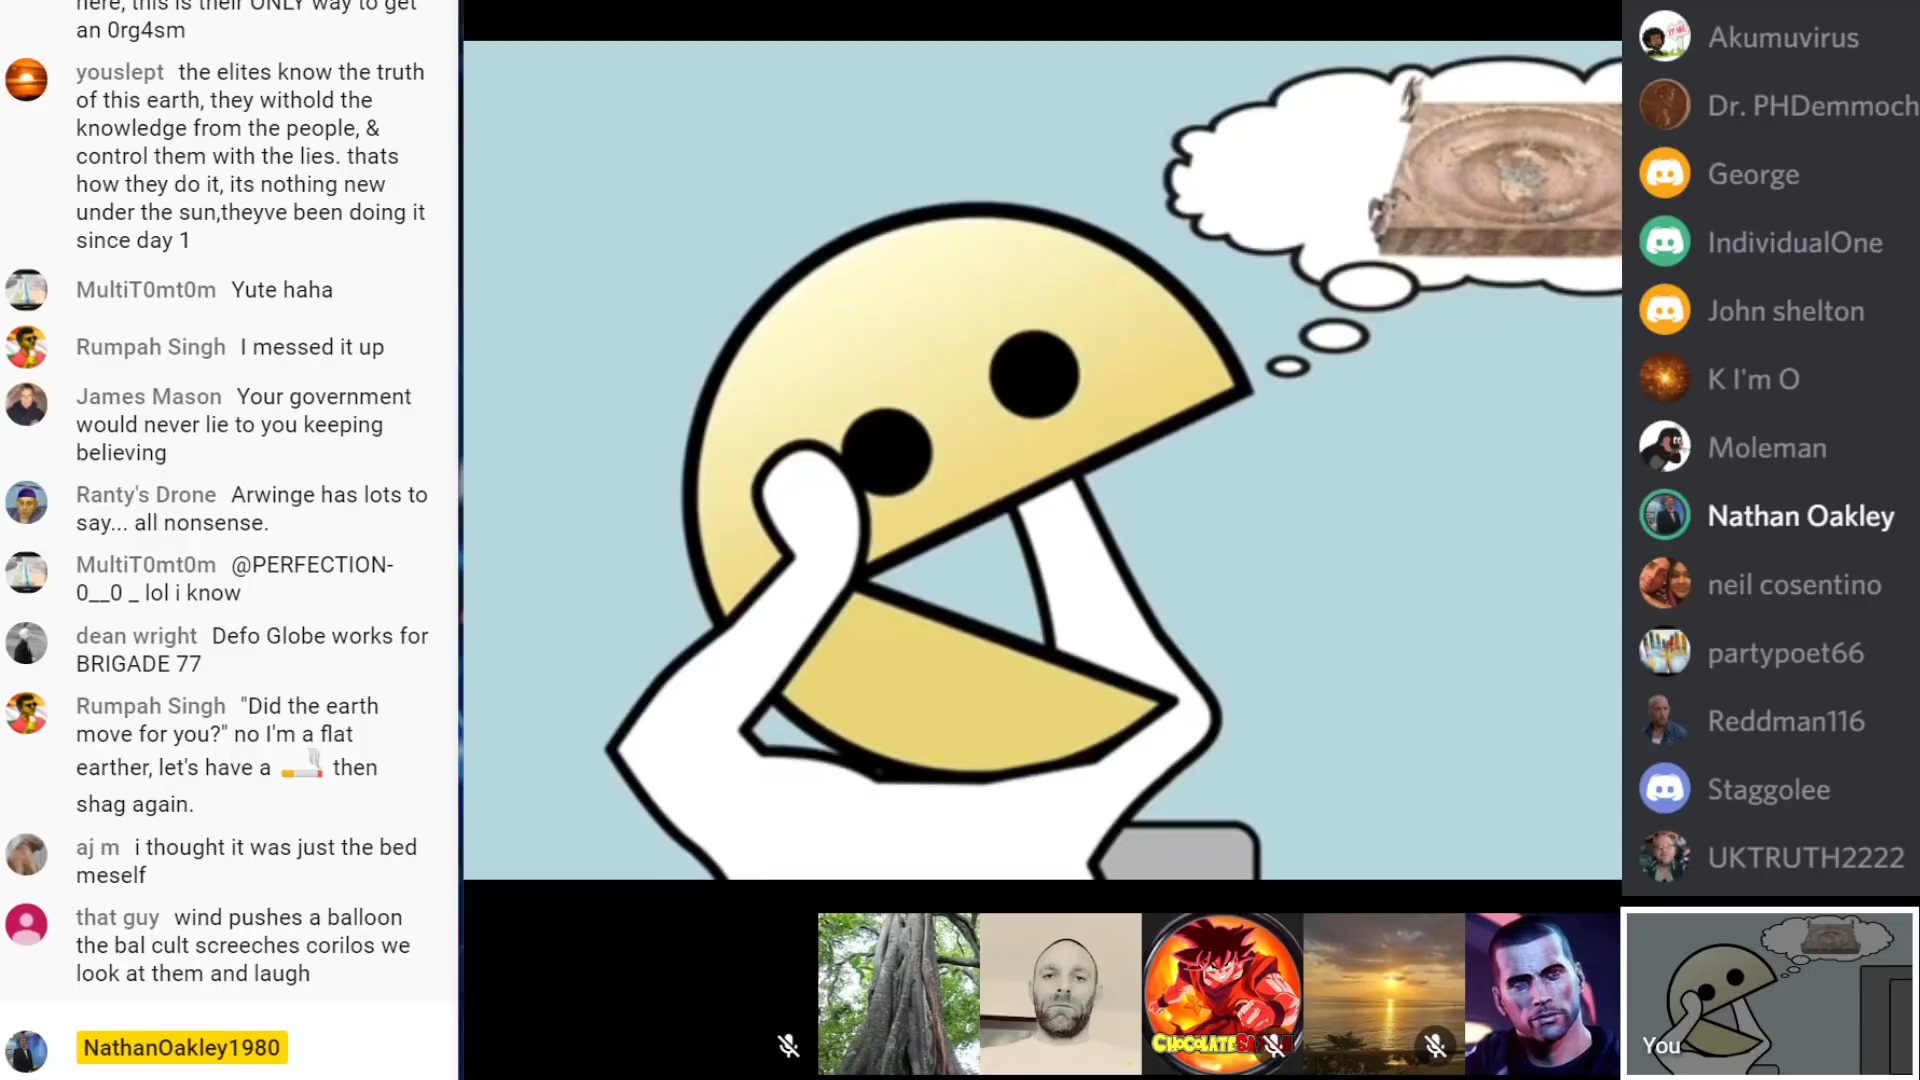 here, this is their ONLY way to get
an 0rg4sm
youslept the elites know the truth
of this earth, they withold the
knowledge from the people, &
control them with the lies. thats
how they do it, its nothing new
under the sun,theyve been doing it
since day 1
MultiT0mt0m Yute haha
Rumpah Singh I messed it up
James Mason Your government
would never lie to you keeping
believing
Ranty's Drone Arwinge has lots to
say... all nonsense.
MultiT0mt0m @PERFECTION-
0__0 _ lol i know
dean wright Defo Globe works for
BRIGADE 77
Rumpah Singh "Did the earth
move for you?" no I'm a flat
earther, let's have a 🚬 then
shag again.
aj m i thought it was just the bed
meself
that guy wind pushes a balloon
the bal cult screeches corilos we
look at them and laugh
NathanOakley1980
Akumuvirus
Dr. PHDemmoch
George
IndividualOne
John shelton
K I'm O
Moleman
Nathan Oakley
neil cosentino
partypoet66
Reddman116
Staggolee
UKTRUTH2222
You